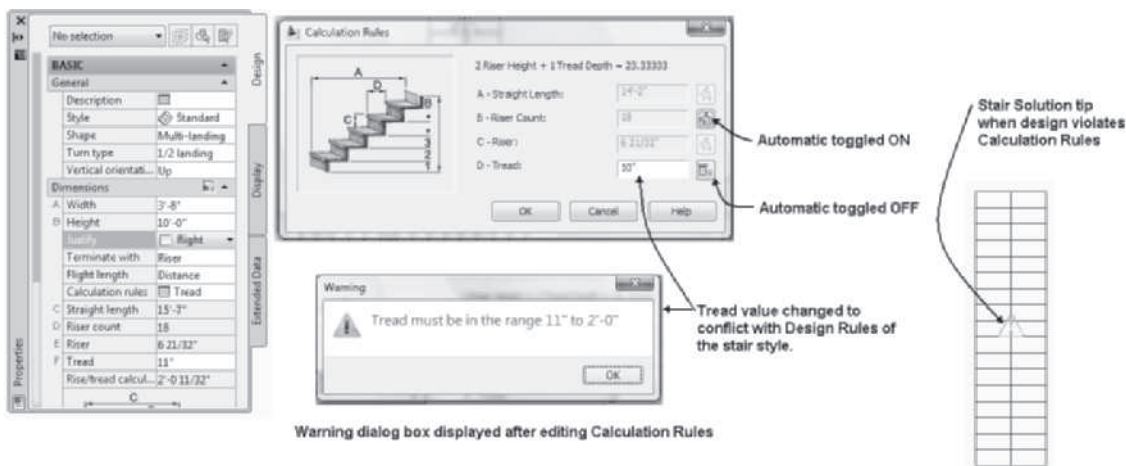 No selection
BASIC
General
Description
Style Standard
Shape Multi-landing
Turn type 1/2 landing
Vertical orientati... Up
Dimensions
A Width 3'-8"
B Height 10'-0"
Justify Right
Terminate with Riser
Flight length Distance
Calculation rules Tread
C Straight length 15'-7"
D Riser count 18
E Riser 6 21/32"
F Tread 11"
Rise/tread calcul... 2'-0 11/32"
C
Design
Display
Extended Data
Properties
Calculation Rules
2 Riser Height + 1 Tread Depth = 23.33333
A - Straight Length: 14'-2"
B - Riser Count: 18
C - Riser: 6 21/32"
D - Tread: 10"
A
D
B
C
OK Cancel Help
Automatic toggled ON
Automatic toggled OFF
Warning
Tread must be in the range 11" to 2'-0"
OK
Tread value changed to
conflict with Design Rules of
the stair style.
Warning dialog box displayed after editing Calculation Rules
Stair Solution tip
when design violates
Calculation Rules